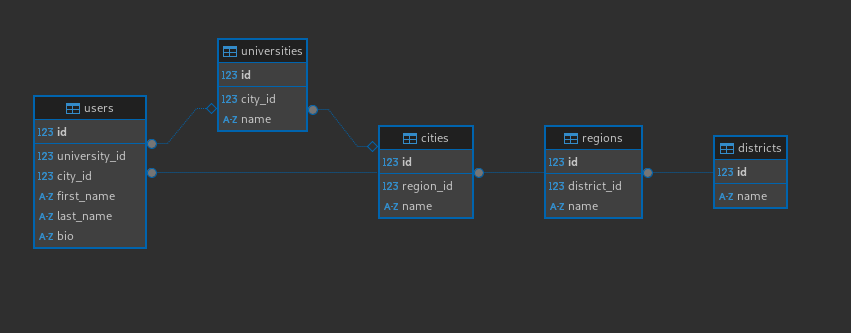 universities
123 id
123 city_id
A-Z name
users
123 id
123 university_id
123 city_id
A-Z first_name
A-Z last_name
A-Z bio
cities
123 id
123 region_id
A-Z name
regions
123 id
123 district_id
A-Z name
districts
123 id
A-Z name